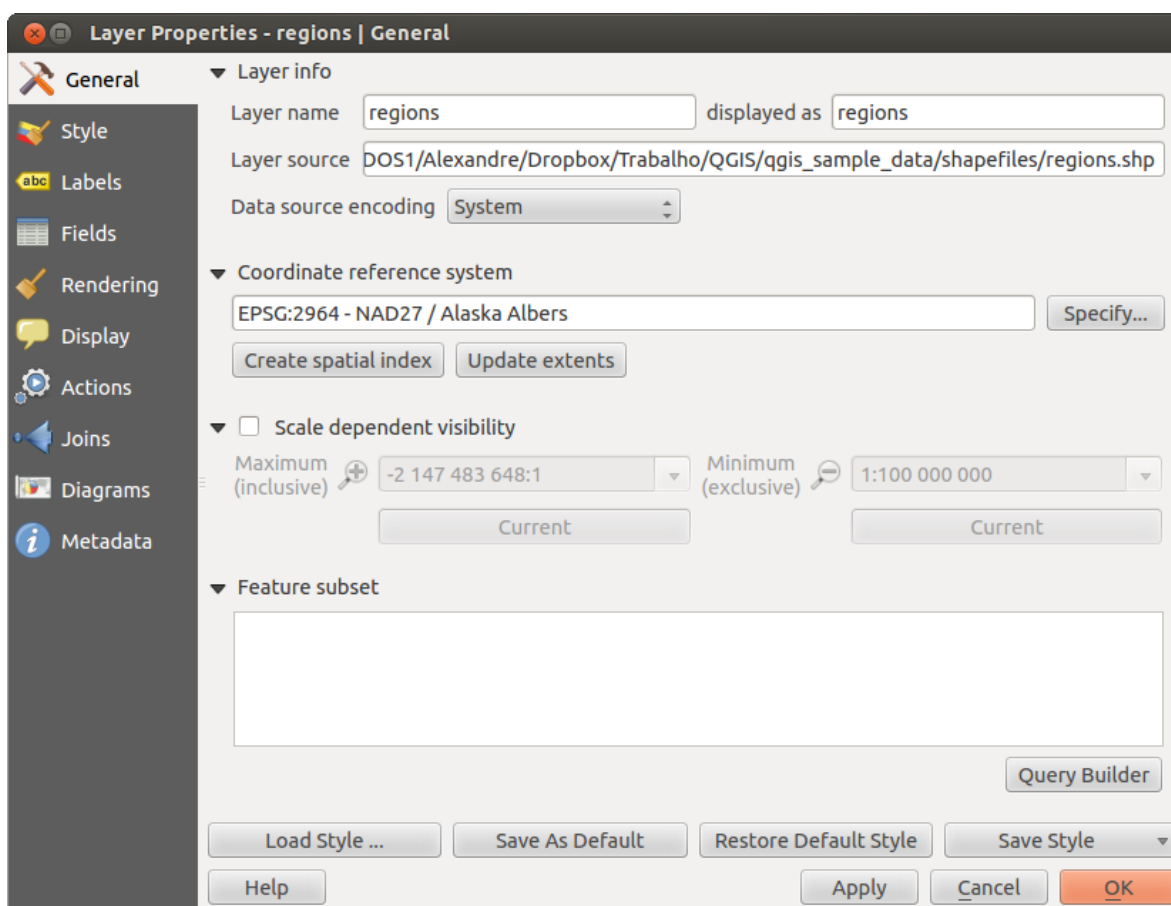 Layer Properties - regions | General
General
Style
Labels
Fields
Rendering
Display
Actions
Joins
Diagrams
Metadata
Layer info
Layer name regions displayed as regions
Layer source DOS1/Alexandre/Dropbox/Trabalho/QGIS/qgis_sample_data/shapefiles/regions.shp
Data source encoding System
Coordinate reference system
EPSG:2964 - NAD27 / Alaska Albers Specify...
Create spatial index Update extents
Scale dependent visibility
Maximum (inclusive) -2 147 483 648:1 Minimum (exclusive) 1:100 000 000
Current Current
Feature subset
Query Builder
Load Style ... Save As Default Restore Default Style Save Style
Help Apply Cancel OK
abc